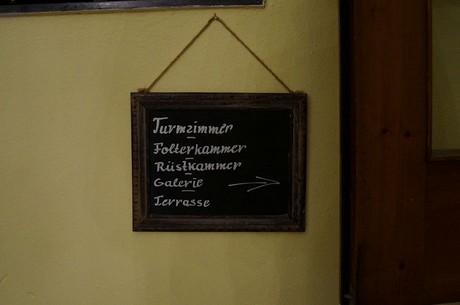 Turmzimmer
Folterkammer
Rüstkammer
Galerie
Terrasse